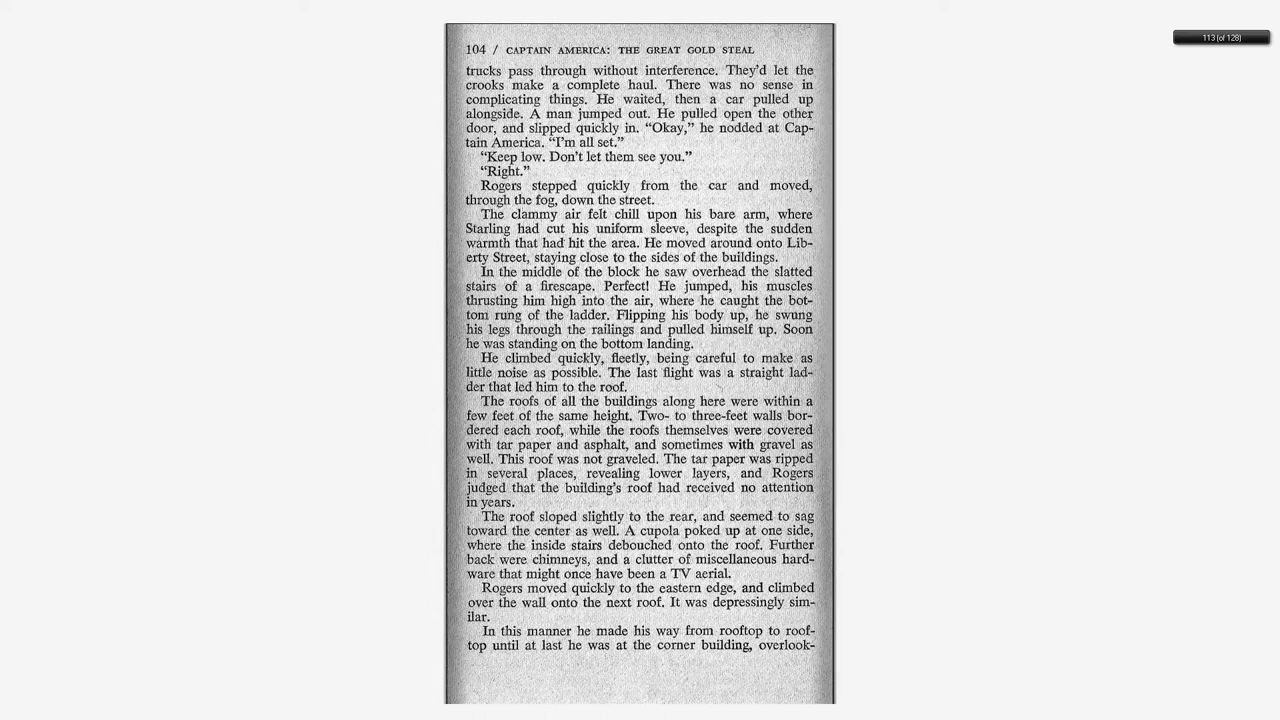 113 (of 128)
104 / CAPTAIN AMERICA: THE GREAT GOLD STEAL
trucks pass through without interference. They'd let the
crooks make a complete haul. There was no sense in
complicating things. He waited, then a car pulled up
alongside. A man jumped out. He pulled open the other
door, and slipped quickly in. “Okay,” he nodded at Cap-
tain America. “I'm all set.”
“Keep low. Don't let them see you.”
“Right.”
Rogers stepped quickly from the car and moved,
through the fog, down the street.
The clammy air felt chill upon his bare arm, where
Starling had cut his uniform sleeve, despite the sudden
warmth that had hit the area. He moved around onto Lib-
erty Street, staying close to the sides of the buildings.
In the middle of the block he saw overhead the slatted
stairs of a firescape. Perfect! He jumped, his muscles
thrusting him high into the air, where he caught the bot-
tom rung of the ladder. Flipping his body up, he swung
his legs through the railings and pulled himself up. Soon
he was standing on the bottom landing.
He climbed quickly, fleetly, being careful to make as
little noise as possible. The last flight was a straight lad-
der that led him to the roof.
The roofs of all the buildings along here were within a
few feet of the same height. Two- to three-feet walls bor-
dered each roof, while the roofs themselves were covered
with tar paper and asphalt, and sometimes with gravel as
well. This roof was not graveled. The tar paper was ripped
in several places, revealing lower layers, and Rogers
judged that the building's roof had received no attention
in years.
The roof sloped slightly to the rear, and seemed to sag
toward the center as well. A cupola poked up at one side,
where the inside stairs debouched onto the roof. Further
back were chimneys, and a clutter of miscellaneous hard-
ware that might once have been a TV aerial.
Rogers moved quickly to the eastern edge, and climbed
over the wall onto the next roof. It was depressingly sim-
ilar.
In this manner he made his way from rooftop to roof-
top until at last he was at the corner building, overlook-